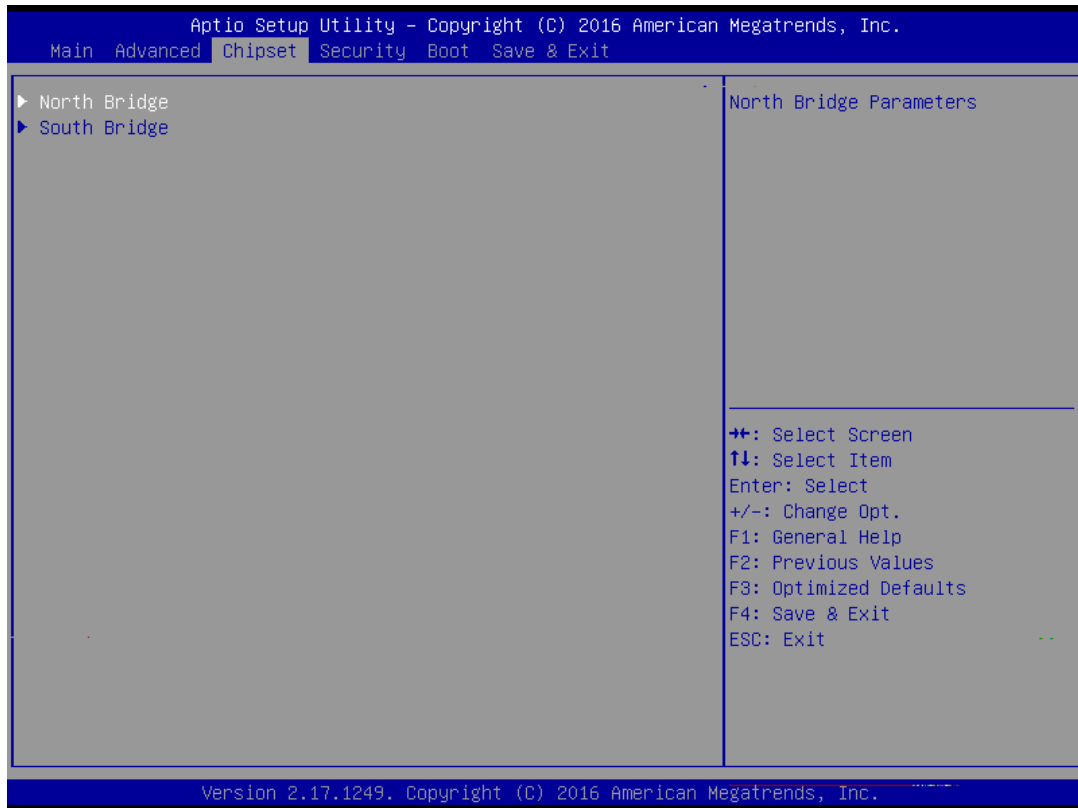 Aptio Setup Utility – Copyright (C) 2016 American Megatrends, Inc.
Main Advanced Chipset Security Boot Save & Exit
▶ North Bridge
▶ South Bridge
North Bridge Parameters
→←: Select Screen
↑↓: Select Item
Enter: Select
+/-: Change Opt.
F1: General Help
F2: Previous Values
F3: Optimized Defaults
F4: Save & Exit
ESC: Exit
Version 2.17.1249. Copyright (C) 2016 American Megatrends, Inc.